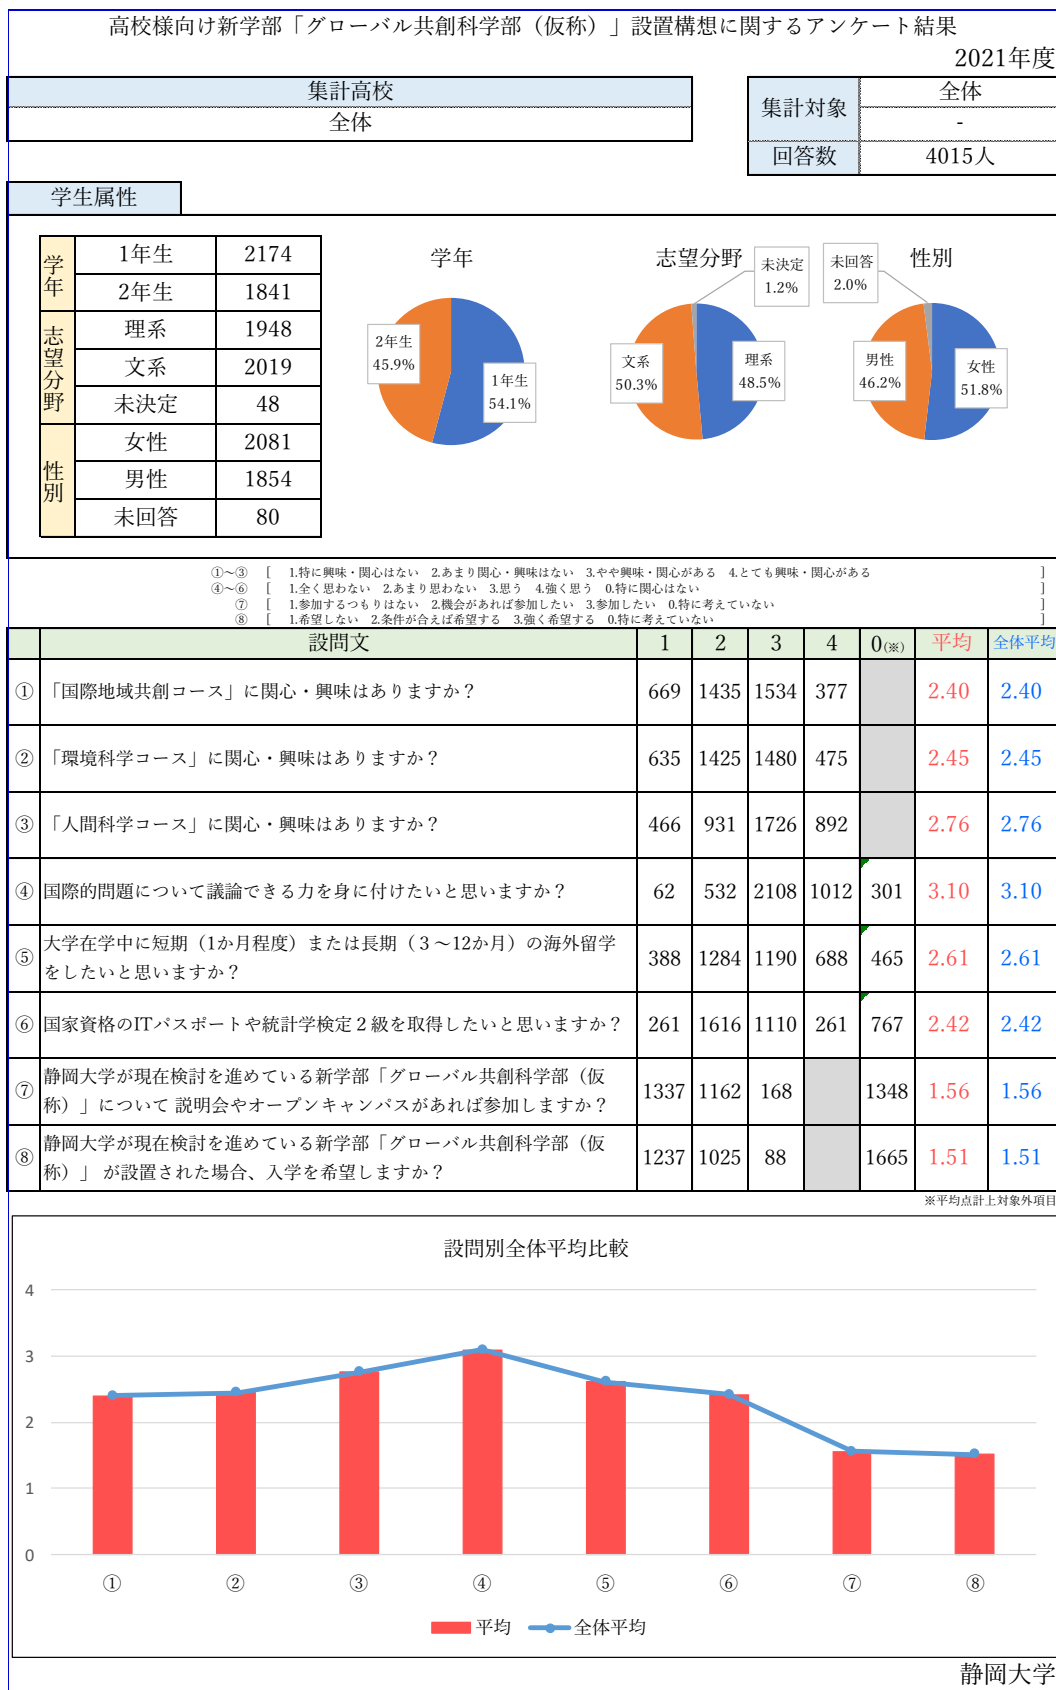 高校様向け新学部「グローバル共創科学部（仮称）」設置構想に関するアンケート結果
2021年度
集計高校
全体
集計対象
全体
-
回答数 4015人
学生属性
学年
1年生 2174
2年生 1841
志望分野
理系 1948
文系 2019
未決定 48
性別
女性 2081
男性 1854
未回答 80
学年
2年生
45.9%
1年生
54.1%
志望分野
未決定
1.2%
文系
50.3%
理系
48.5%
性別
未回答
2.0%
男性
46.2%
女性
51.8%
①～③ [ 1.特に興味・関心はない 2.あまり関心・興味はない 3.やや興味・関心がある 4.とても興味・関心がある ]
④～⑥ [ 1.全く思わない 2.あまり思わない 3.思う 4.強く思う 0.特に関心はない ]
⑦ [ 1.参加するつもりはない 2.機会があれば参加したい 3.参加したい 0.特に考えていない ]
⑧ [ 1.希望しない 2.条件が合えば希望する 3.強く希望する 0.特に考えていない ]
設問文 1 2 3 4 0(※) 平均 全体平均
① 「国際地域共創コース」に関心・興味はありますか？ 669 1435 1534 377 2.40 2.40
② 「環境科学コース」に関心・興味はありますか？ 635 1425 1480 475 2.45 2.45
③ 「人間科学コース」に関心・興味はありますか？ 466 931 1726 892 2.76 2.76
④ 国際的問題について議論できる力を身に付けたいと思いますか？ 62 532 2108 1012 301 3.10 3.10
⑤ 大学在学中に短期（1か月程度）または長期（３～12か月）の海外留学
をしたいと思いますか？ 388 1284 1190 688 465 2.61 2.61
⑥ 国家資格のITパスポートや統計学検定２級を取得したいと思いますか？ 261 1616 1110 261 767 2.42 2.42
⑦ 静岡大学が現在検討を進めている新学部「グローバル共創科学部（仮
称）」について 説明会やオープンキャンパスがあれば参加しますか？ 1337 1162 168 1348 1.56 1.56
⑧ 静岡大学が現在検討を進めている新学部「グローバル共創科学部（仮
称）」 が設置された場合、入学を希望しますか？ 1237 1025 88 1665 1.51 1.51
※平均点計上対象外項目
設問別全体平均比較
4
3
2
1
0
① ② ③ ④ ⑤ ⑥ ⑦ ⑧
平均 全体平均
静岡大学